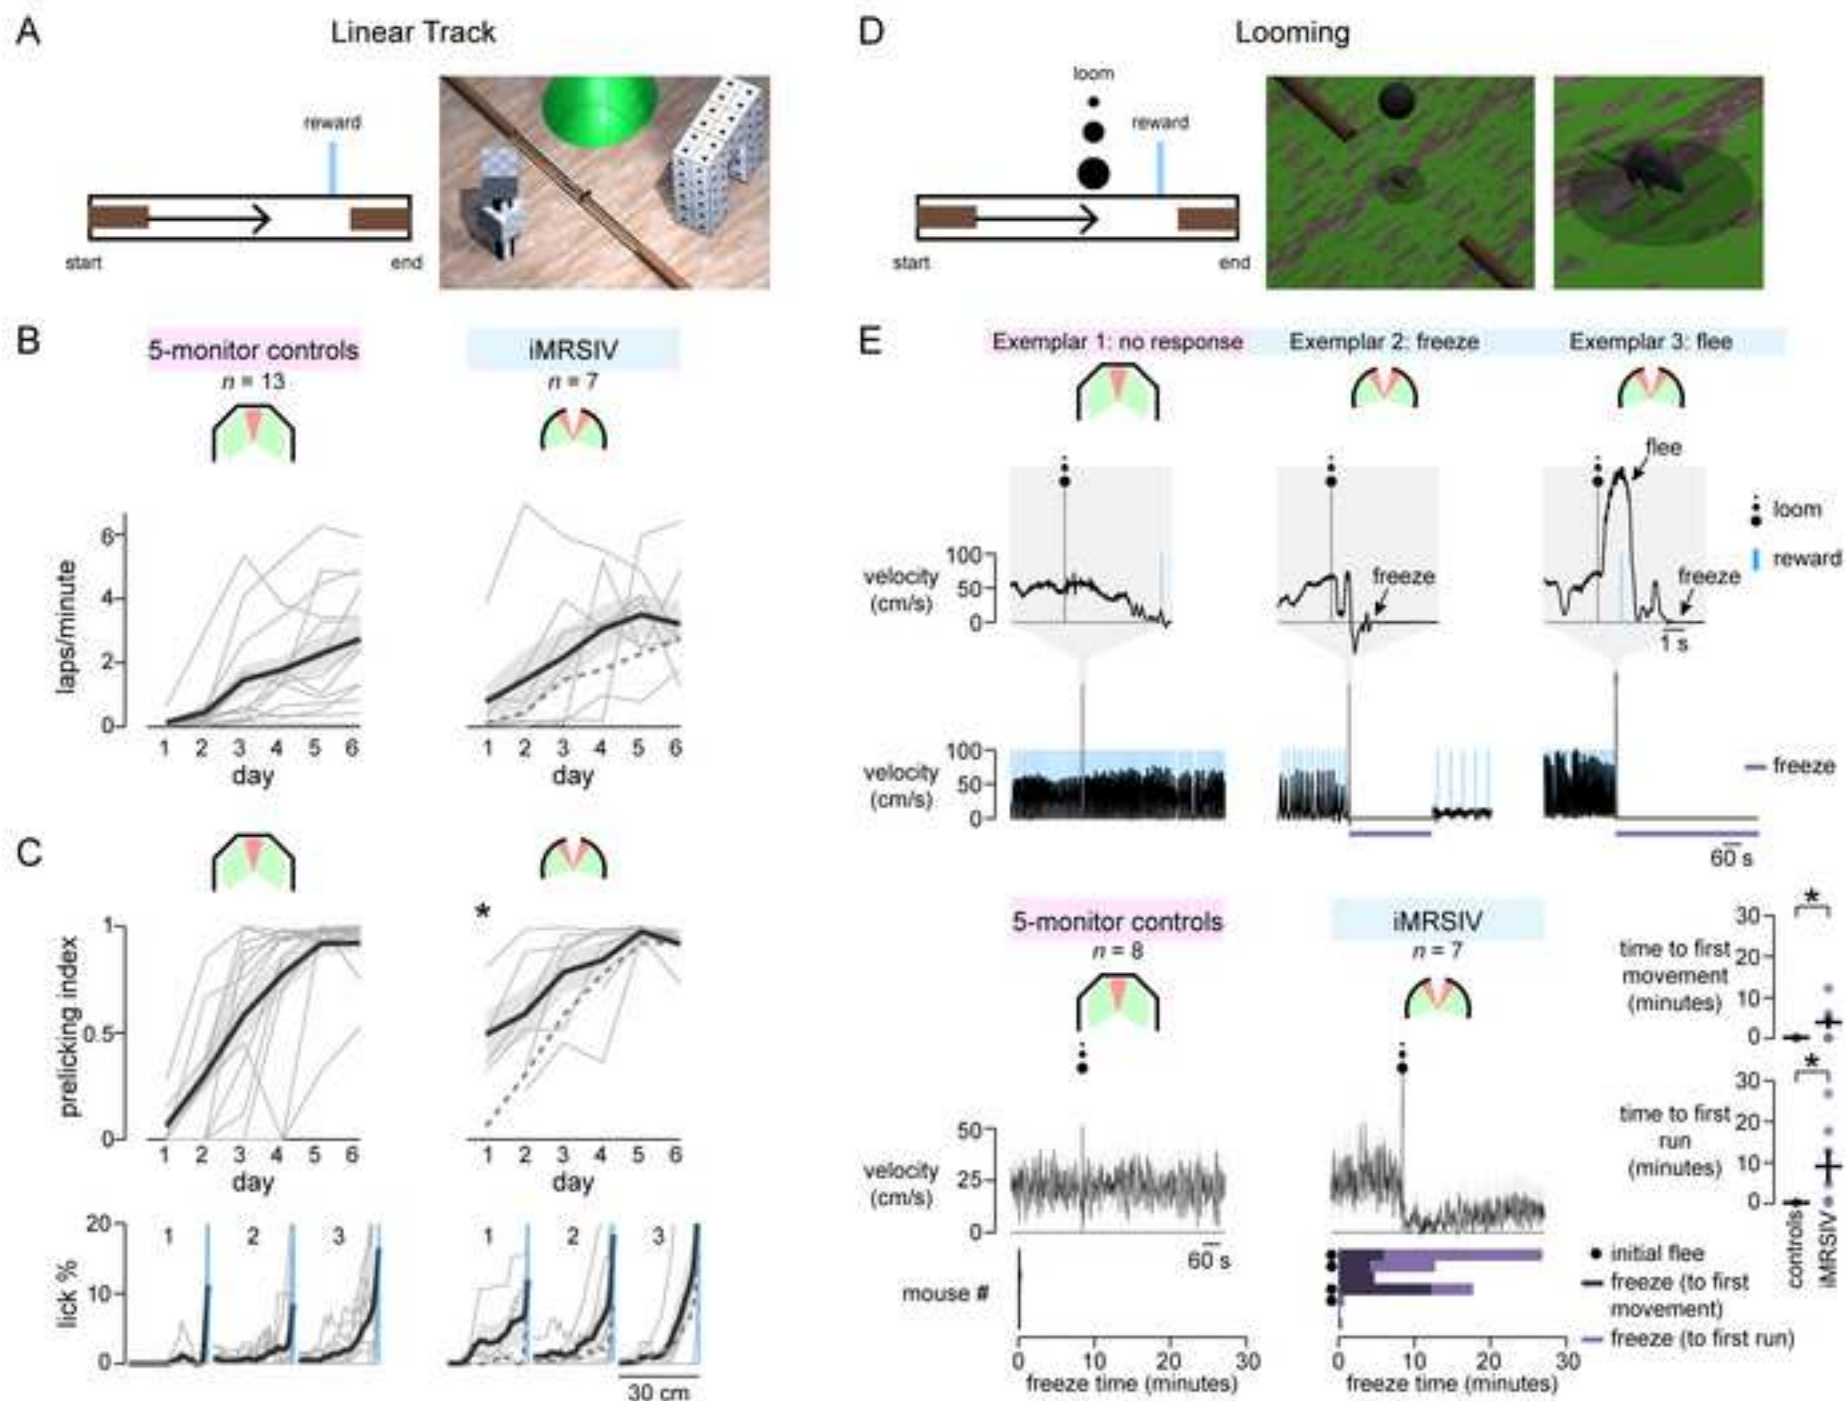 A
Linear Track
reward
start
end
B
5-monitor controls
n = 13
iMRSIV
n = 7
laps/minute
6
4
2
0
1 2 3 4 5 6
day
1 2 3 4 5 6
day
C
*
prelicking index
1
0.5
0
1 2 3 4 5 6
day
1 2 3 4 5 6
day
lick %
20
10
0
1 2 3
1 2 3
30 cm
D
Looming
loom
reward
start
end
E
Exemplar 1: no response
Exemplar 2: freeze
Exemplar 3: flee
flee
loom
reward
velocity
(cm/s)
100
50
0
freeze
freeze
1 s
velocity
(cm/s)
100
50
0
freeze
60 s
5-monitor controls
n = 8
iMRSIV
n = 7
velocity
(cm/s)
50
25
0
60 s
mouse #
0 10 20 30
freeze time (minutes)
0 10 20 30
freeze time (minutes)
*
time to first
movement
(minutes)
30
20
10
0
*
time to first
run
(minutes)
30
20
10
0
controls
iMRSIV
initial flee
freeze (to first
movement)
freeze (to first run)